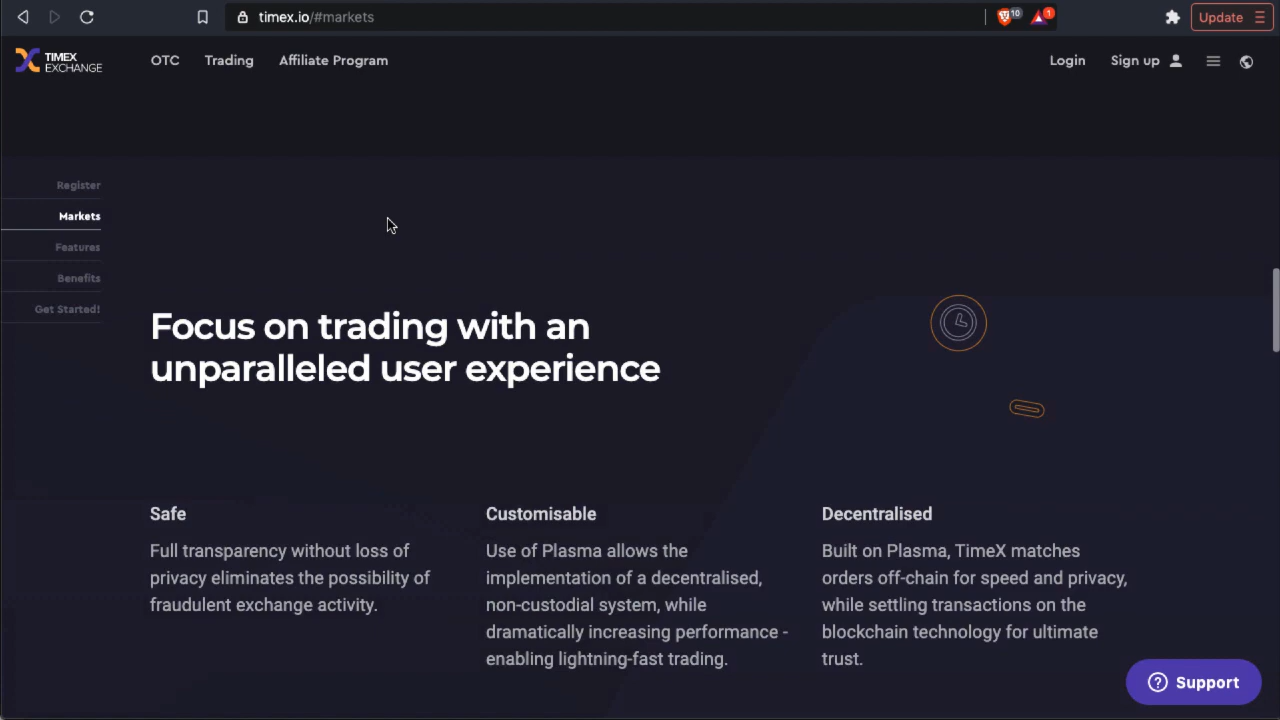 timex.io/#markets
10
1
Update
TIMEX
EXCHANGE
OTC
Trading
Affiliate Program
Login
Sign up
Register
Markets
Features
Benefits
Get Started!
Focus on trading with an
unparalleled user experience
Safe
Full transparency without loss of
privacy eliminates the possibility of
fraudulent exchange activity.
Customisable
Use of Plasma allows the
implementation of a decentralised,
non-custodial system, while
dramatically increasing performance -
enabling lightning-fast trading.
Decentralised
Built on Plasma, TimeX matches
orders off-chain for speed and privacy,
while settling transactions on the
blockchain technology for ultimate
trust.
Support